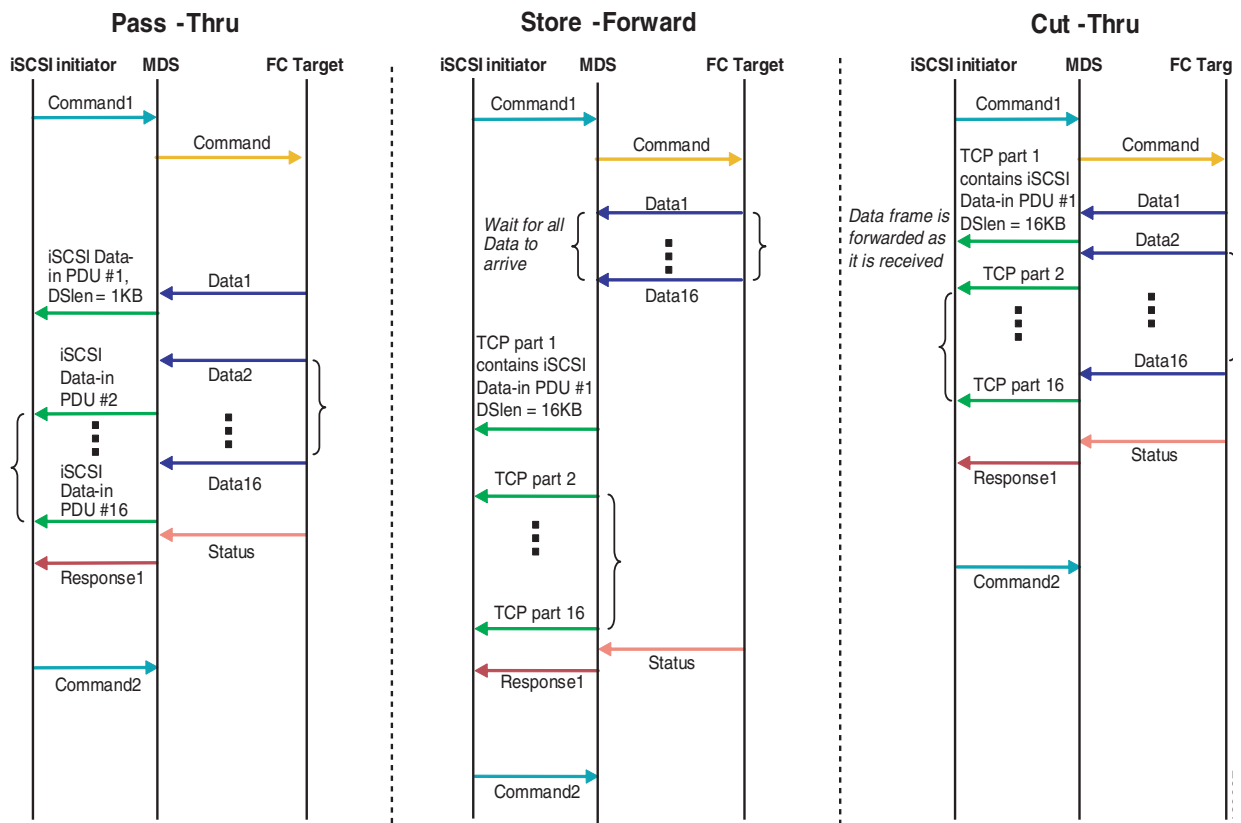 Pass -Thru
iSCSI initiator MDS FC Target
Command1
Command
iSCSI Data-
in PDU #1,
DSlen = 1KB
Data1
iSCSI
Data-in
PDU #2
Data2
iSCSI
Data-in
PDU #16
Data16
Status
Response1
Command2
Store -Forward
iSCSI initiator MDS FC Target
Command1
Command
Wait for all
Data to
arrive
Data1
Data16
TCP part 1
contains iSCSI
Data-in PDU #1
DSlen = 16KB
TCP part 2
TCP part 16
Status
Response1
Command2
Cut -Thru
iSCSI initiator MDS FC Targ
Command1
Command
TCP part 1
contains iSCSI
Data-in PDU #1
DSlen = 16KB
Data frame is
forwarded as
it is received
Data1
Data2
TCP part 2
Data16
TCP part 16
Status
Response1
Command2